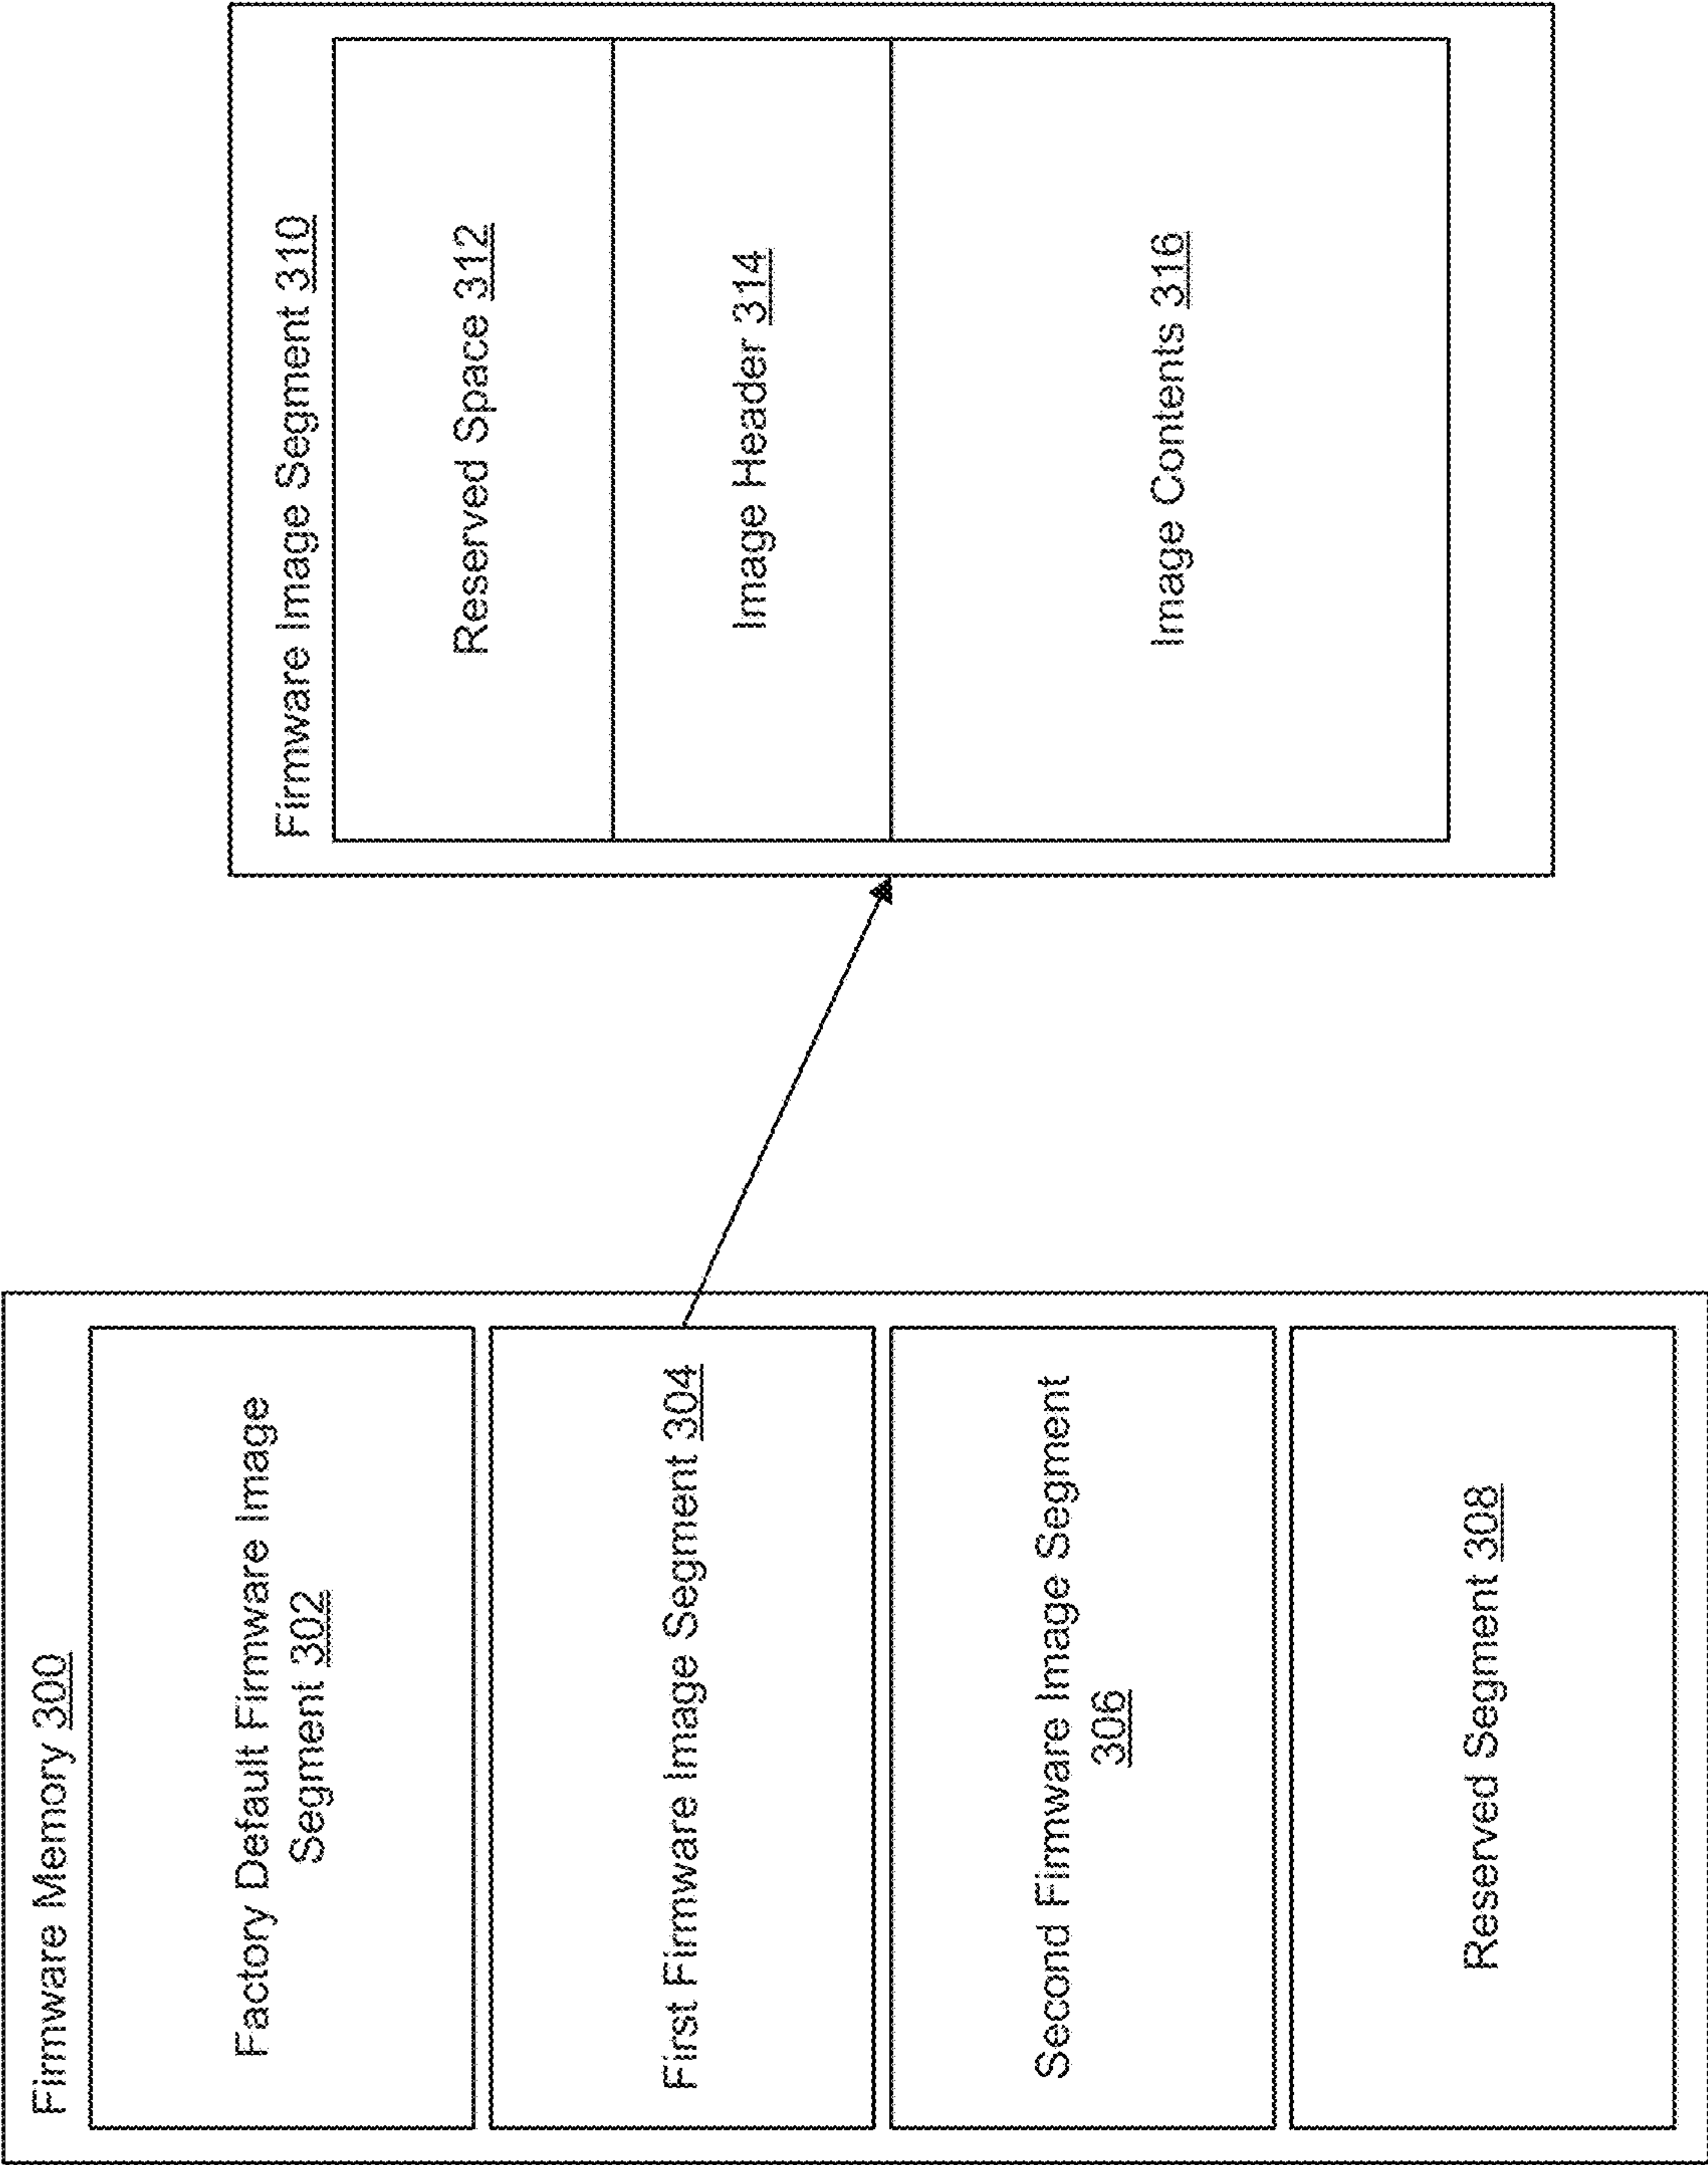 Firmware Memory 300
Factory Default Firmware Image
Segment 302
First Firmware Image Segment 304
Second Firmware Image Segment
306
Reserved Segment 308
Firmware Image Segment 310
Reserved Space 312
Image Header 314
Image Contents 316